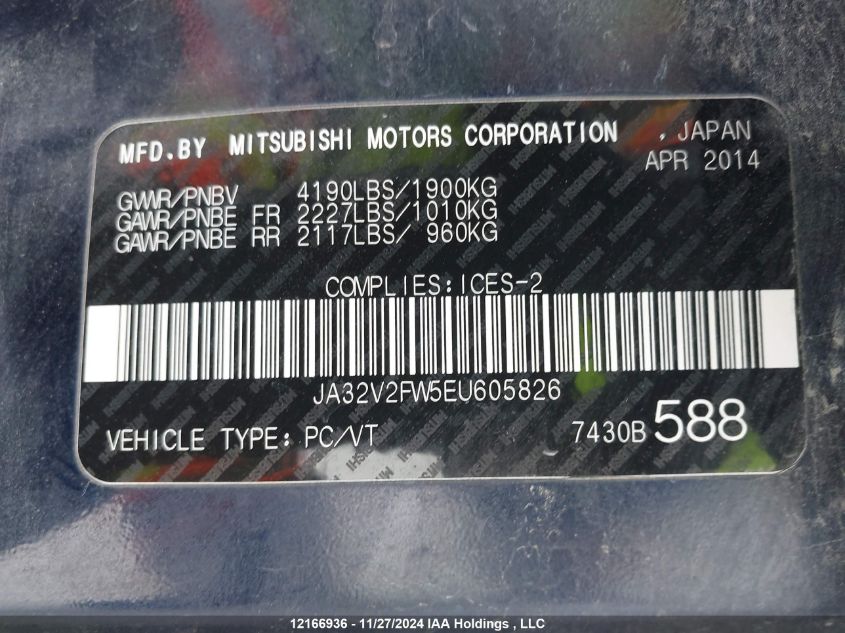 MFD.BY MITSUBISHI MOTORS CORPORATION , JAPAN
APR 2014
GVWR/PNBV 4190LBS/1900KG
GAWR/PNBE FR 2227LBS/1010KG
GAWR/PNBE RR 2117LBS/ 960KG
COMPLIES:ICES-2
JA32V2FW5EU605826
VEHICLE TYPE: PC/VT 7430B 588
12166936 - 11/27/2024 IAA Holdings , LLC